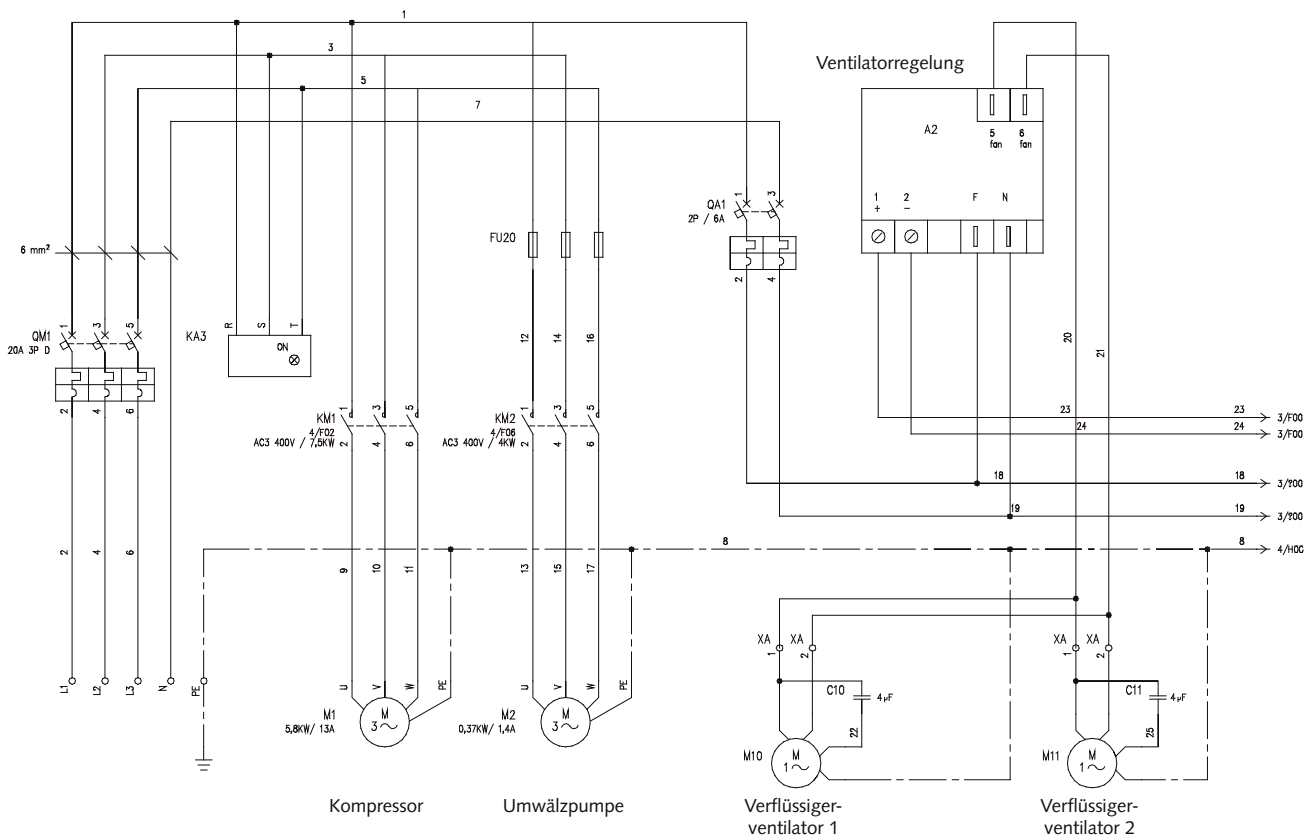 1
3
5
7
Ventilatorregelung
A2
5
fan
6
fan
1
+
2
-
F
N
QA1
2P / 6A
1
3
2
4
6 mm²
FU20
QM1
20A 3P D
1
3
5
2
4
6
KA3
R
S
T
ON
12
14
16
20
21
KM1
4/F02
AC3 400V / 7,5KW
1
3
5
2
4
6
KM2
4/F06
AC3 400V / 4KW
1
3
5
2
4
6
23
23
3/F00
24
24
3/F00
18
18
19
19
8
8
2
4
6
9
10
11
13
15
17
L1
L2
L3
N
PE
U
V
W
PE
M1
5,8KW/ 13A
M
3 ~
U
V
W
PE
M2
0,37KW/ 1,4A
M
3 ~
XA
1
XA
2
C10
4µF
22
M10
M
1 ~
XA
1
XA
2
C11
4µF
25
M11
M
1 ~
Kompressor
Umwälzpumpe
Verflüssiger-
ventilator 1
Verflüssiger-
ventilator 2